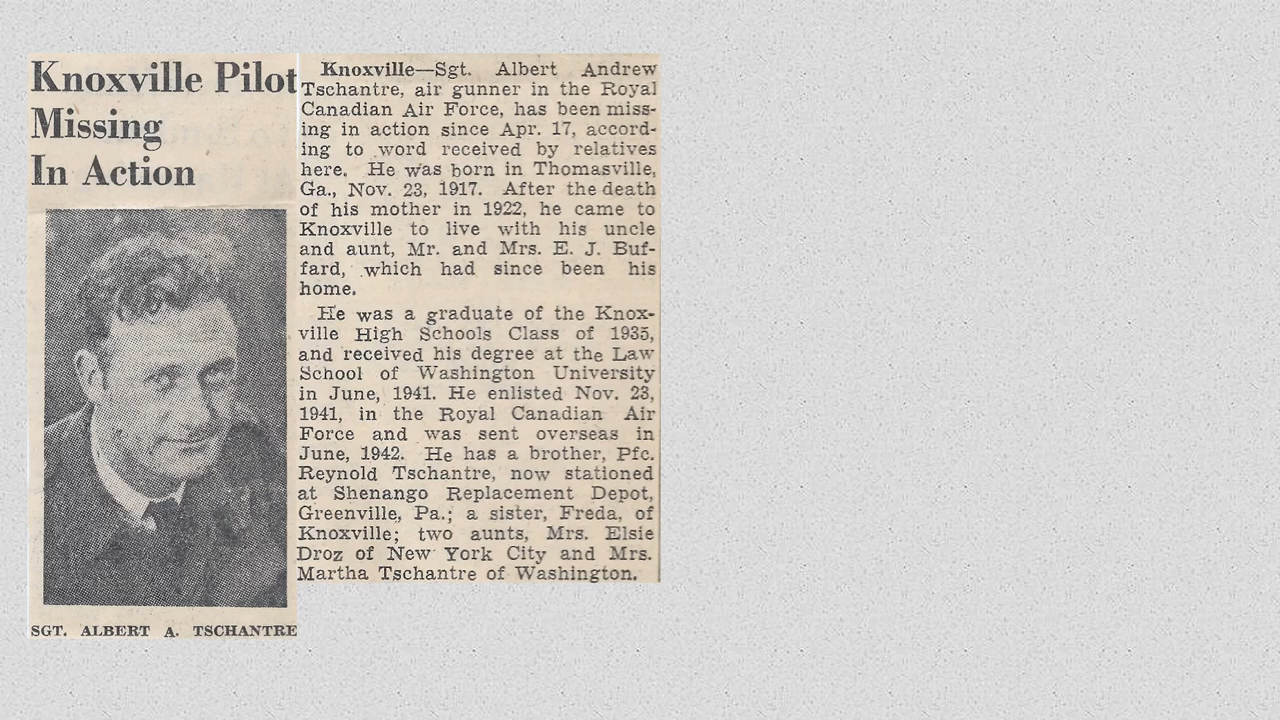 Knoxville Pilot
Missing
In Action
SGT. ALBERT A. TSCHANTRE
Knoxville—Sgt. Albert Andrew
Tschantre, air gunner in the Royal
Canadian Air Force, has been miss-
ing in action since Apr. 17, accord-
ing to word received by relatives
here. He was born in Thomasville,
Ga., Nov. 23, 1917. After the death
of his mother in 1922, he came to
Knoxville to live with his uncle
and aunt, Mr. and Mrs. E. J. Buf-
fard, which had since been his
home.
He was a graduate of the Knox-
ville High Schools Class of 1935,
and received his degree at the Law
School of Washington University
in June, 1941. He enlisted Nov. 23,
1941, in the Royal Canadian Air
Force and was sent overseas in
June, 1942. He has a brother, Pfc.
Reynold Tschantre, now stationed
at Shenango Replacement Depot,
Greenville, Pa.; a sister, Freda, of
Knoxville; two aunts, Mrs. Elsie
Droz of New York City and Mrs.
Martha Tschantre of Washington.